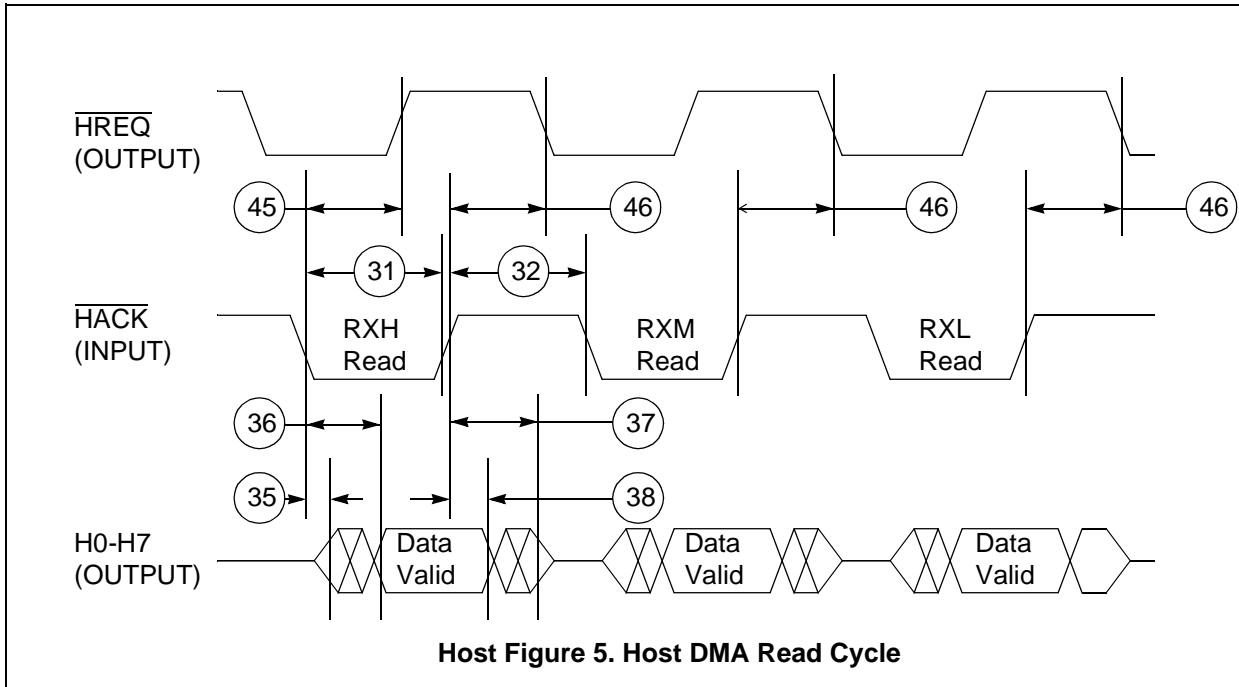 HREQ
(OUTPUT)
45
46
46
46
31
32
HACK
(INPUT)
RXH
Read
RXM
Read
RXL
Read
36
37
35
38
H0-H7
(OUTPUT)
Data
Valid
Data
Valid
Data
Valid
Host Figure 5. Host DMA Read Cycle